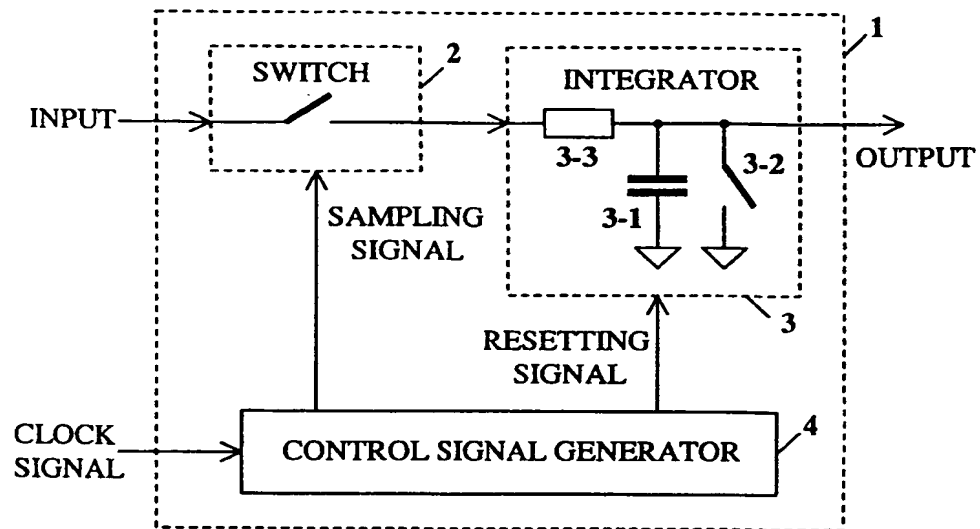 1
SWITCH
2
INTEGRATOR
INPUT
3-3
3-2
OUTPUT
3-1
SAMPLING
SIGNAL
3
RESETTING
SIGNAL
CLOCK
SIGNAL
CONTROL SIGNAL GENERATOR
4